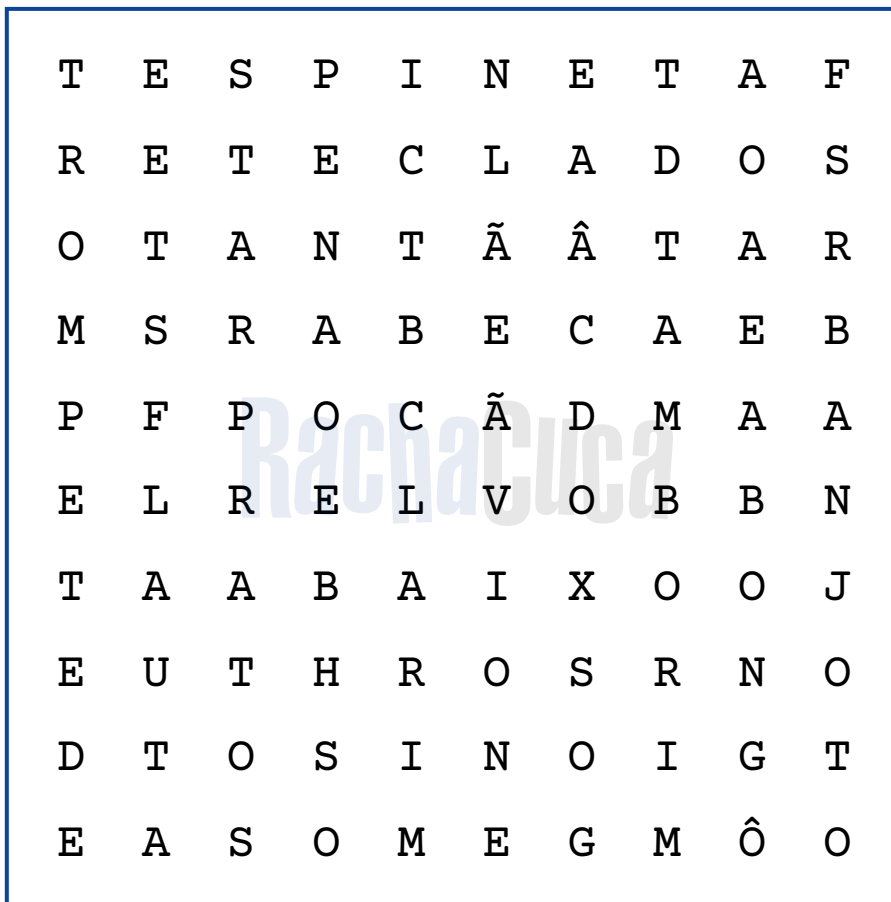 T E S P I N E T A F
R E T E C L A D O S
O T A N T Ã Â T A R
M S R A B E C A E B
P F P O C Ã D M A A
E L R E L V O B B N
T A A B A I X O O J
E U T H R O S R N O
D T O S I N O I G T
E A S O M E G M Ô O
RachaCuca